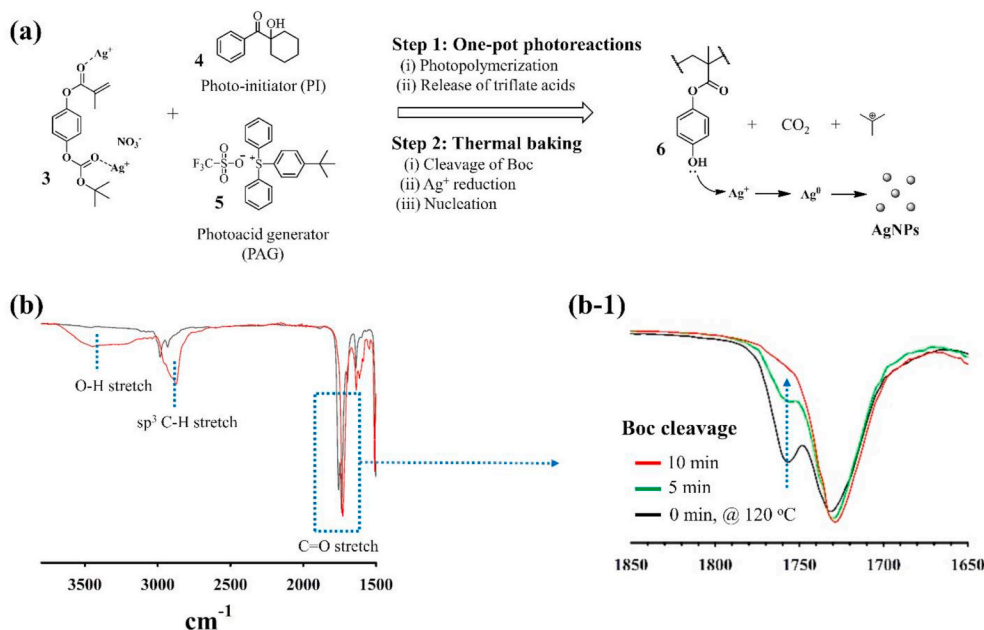 (a)
Ag⁺
O
O
O
O
O
Ag⁺
NO₃⁻
3
+
4
O
OH
Photo-initiator (PI)
F₃C
O
S
O
O⁻
S
+
5
Photoacid generator
(PAG)
Step 1: One-pot photoreactions
(i) Photopolymerization
(ii) Release of triflate acids
Step 2: Thermal baking
(i) Cleavage of Boc
(ii) Ag⁺ reduction
(iii) Nucleation
O
O
6
OH
+
CO₂
+
⊕
Ag⁺
Ag⁰
AgNPs
(b)
O-H stretch
sp³ C-H stretch
C=O stretch
3500
3000
2500
2000
1500
cm⁻¹
(b-1)
Boc cleavage
10 min
5 min
0 min, @ 120 °C
1850
1800
1750
1700
1650